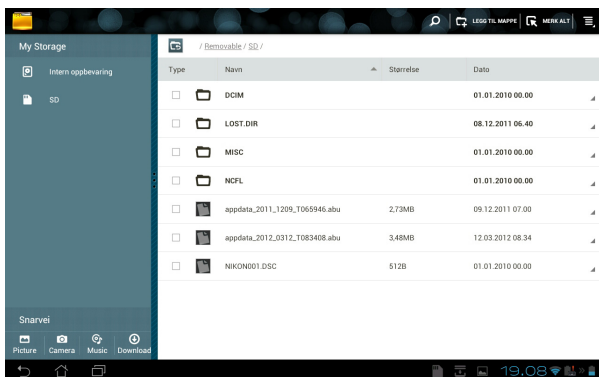 LEGG TIL MAPPE MERK ALT
My Storage
/ Removable / SD /
Type Navn Størrelse Dato
Intern oppbevaring
SD
DCIM 01.01.2010 00.00
LOST.DIR 08.12.2011 06.40
MISC 01.01.2010 00.00
NCFL 01.01.2010 00.00
appdata_2011_1209_T065946.abu 2,73MB 09.12.2011 07.00
appdata_2012_0312_T083408.abu 3,48MB 12.03.2012 08.34
NIKON001.DSC 512B 01.01.2010 00.00
Snarvei
Picture Camera Music Download
19.08